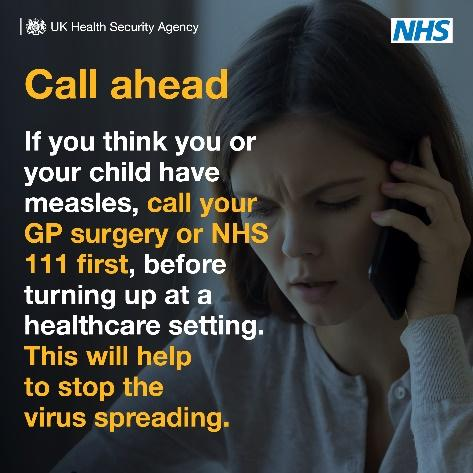 UK Health Security Agency
NHS
Call ahead
If you think you or
your child have
measles, call your
GP surgery or NHS
111 first, before
turning up at a
healthcare setting.
This will help
to stop the
virus spreading.